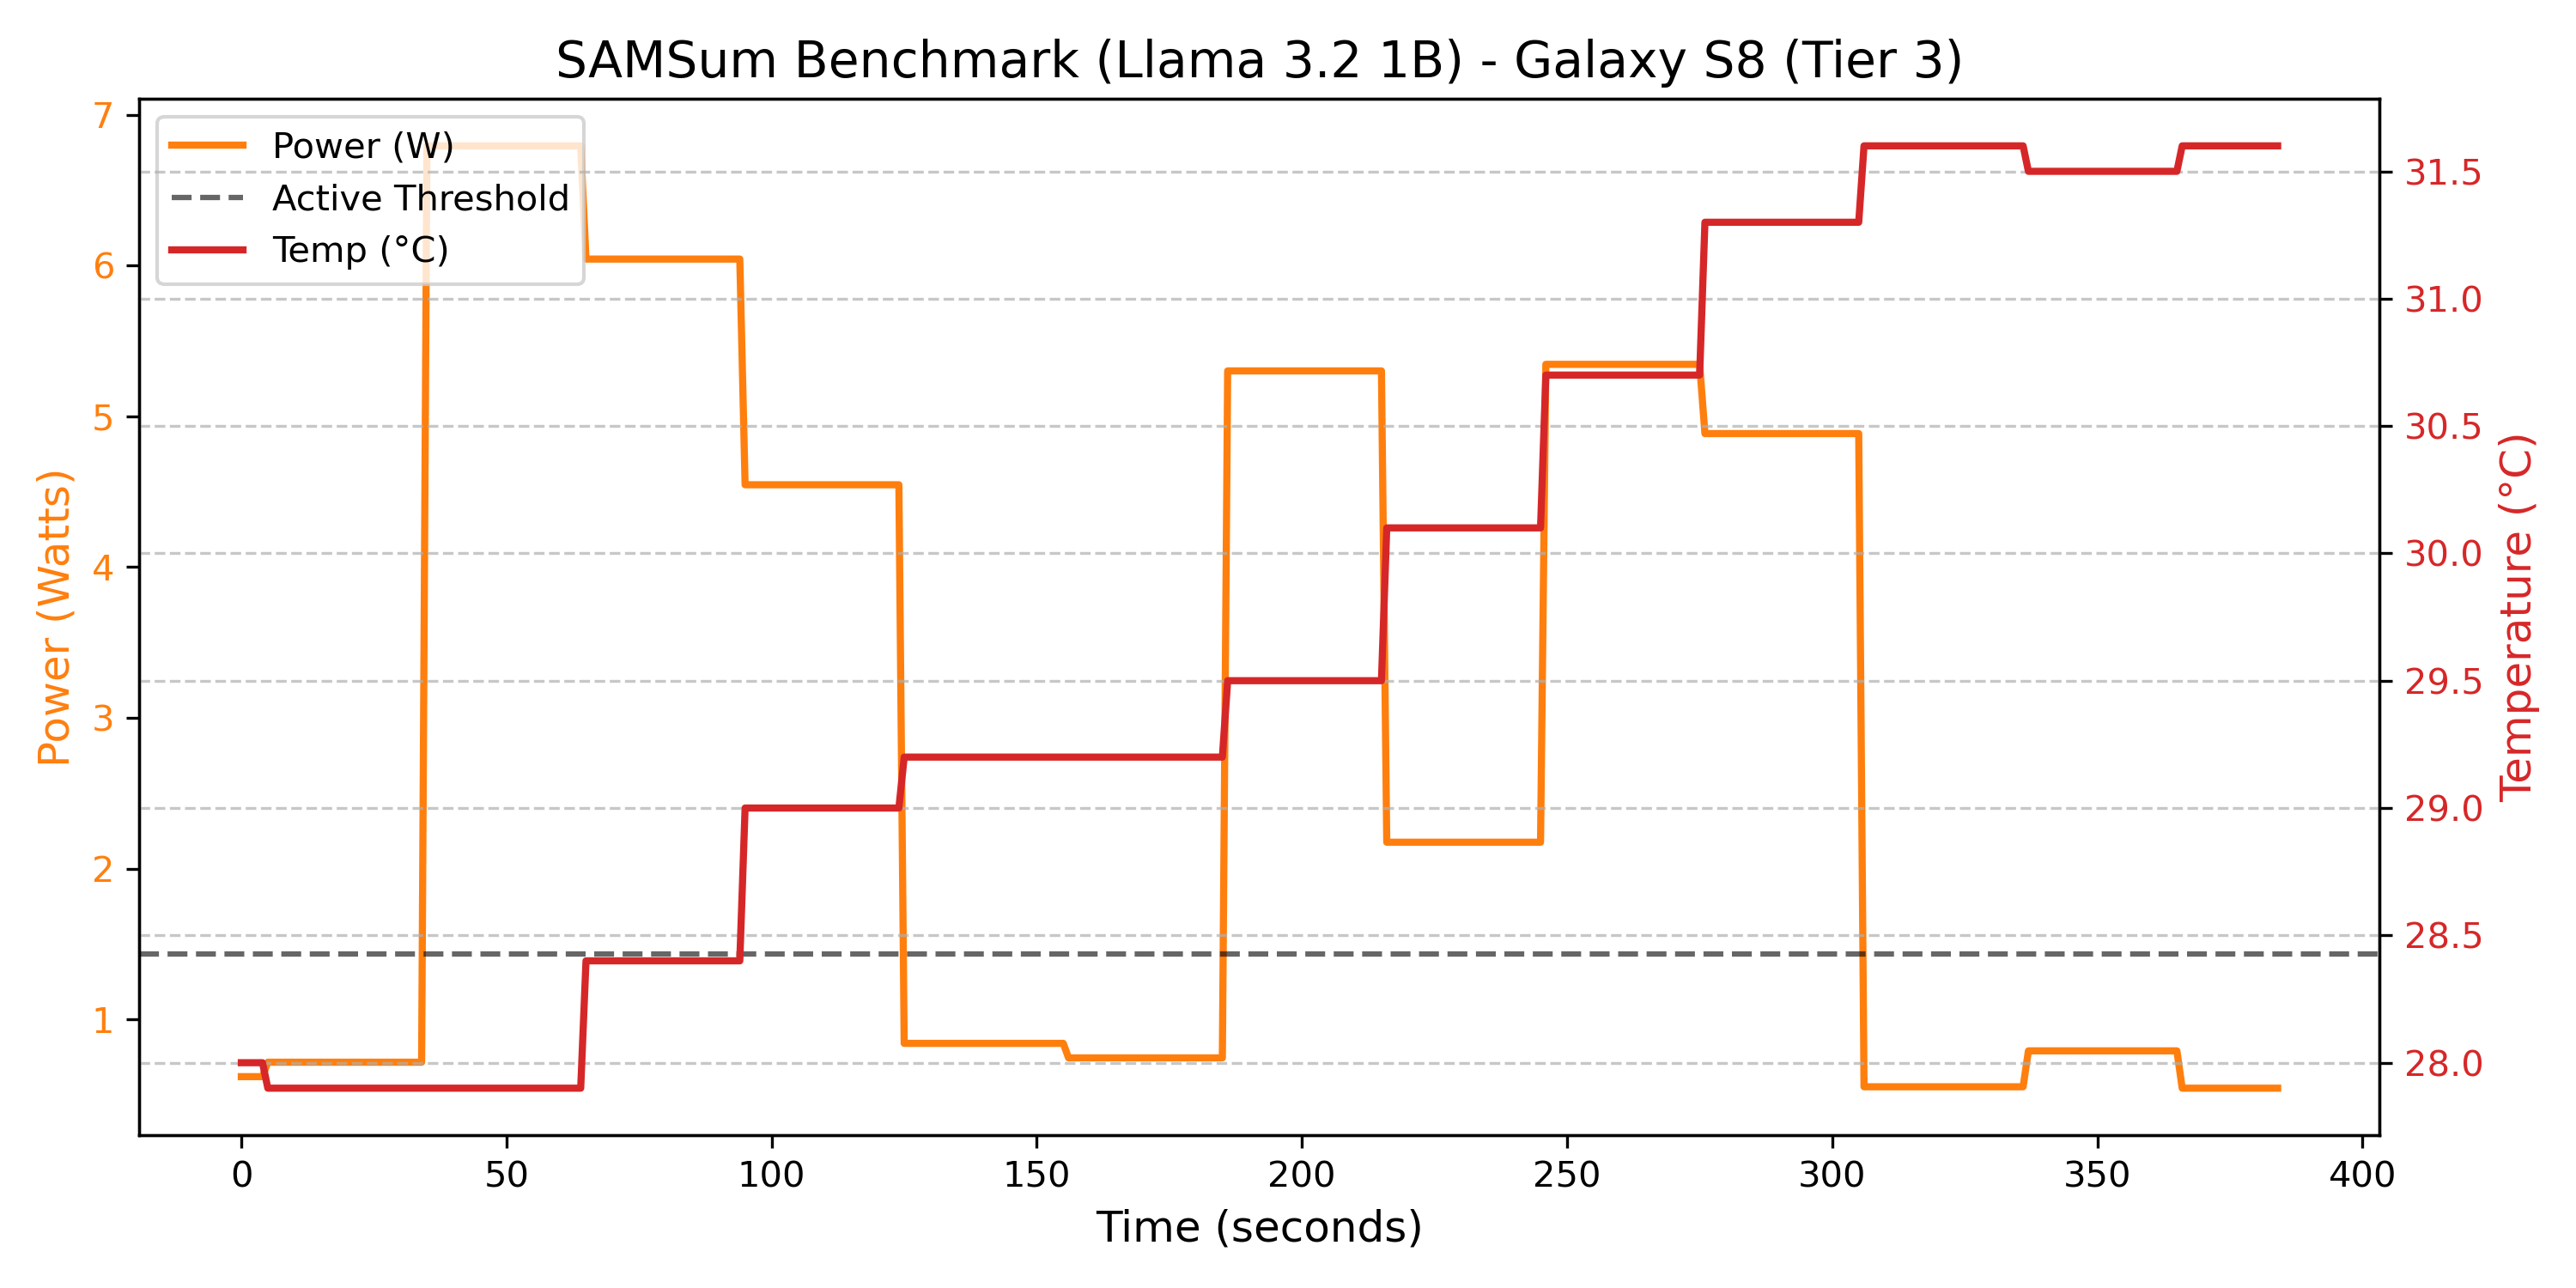 SAMSum Benchmark (Llama 3.2 1B) - Galaxy S8 (Tier 3)
Power (W)
Active Threshold
Temp (°C)
Power (Watts)
7
6
5
4
3
2
1
31.5
31.0
30.5
30.0
29.5
29.0
28.5
28.0
Temperature (°C)
0 50 100 150 200 250 300 350 400
Time (seconds)